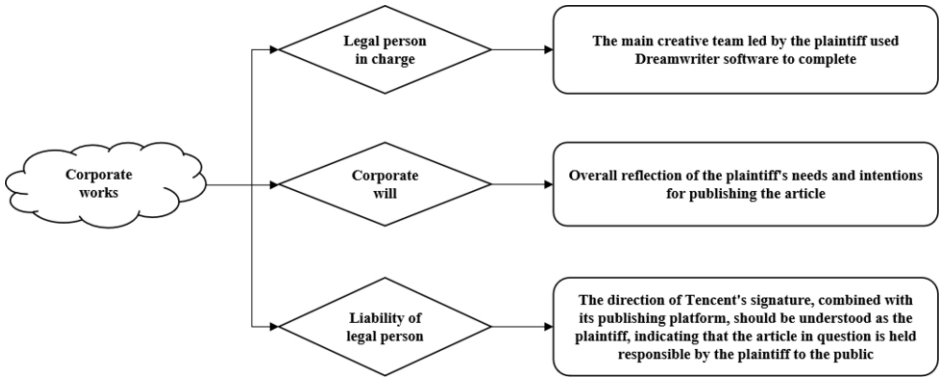 Corporate
works
Legal person
in charge
The main creative team led by the plaintiff used
Dreamwriter software to complete
Corporate
will
Overall reflection of the plaintiff's needs and intentions
for publishing the article
Liability of
legal person
The direction of Tencent's signature, combined with
its publishing platform, should be understood as the
plaintiff, indicating that the article in question is held
responsible by the plaintiff to the public